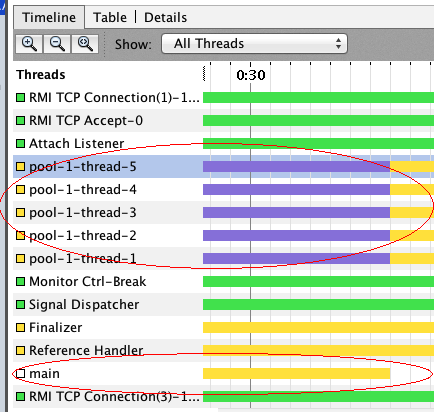 Timeline Table Details
Show: All Threads
Threads 0:30
RMI TCP Connection(1)-1...
RMI TCP Accept-0
Attach Listener
pool-1-thread-5
pool-1-thread-4
pool-1-thread-3
pool-1-thread-2
pool-1-thread-1
Monitor Ctrl-Break
Signal Dispatcher
Finalizer
Reference Handler
main
RMI TCP Connection(3)-1...